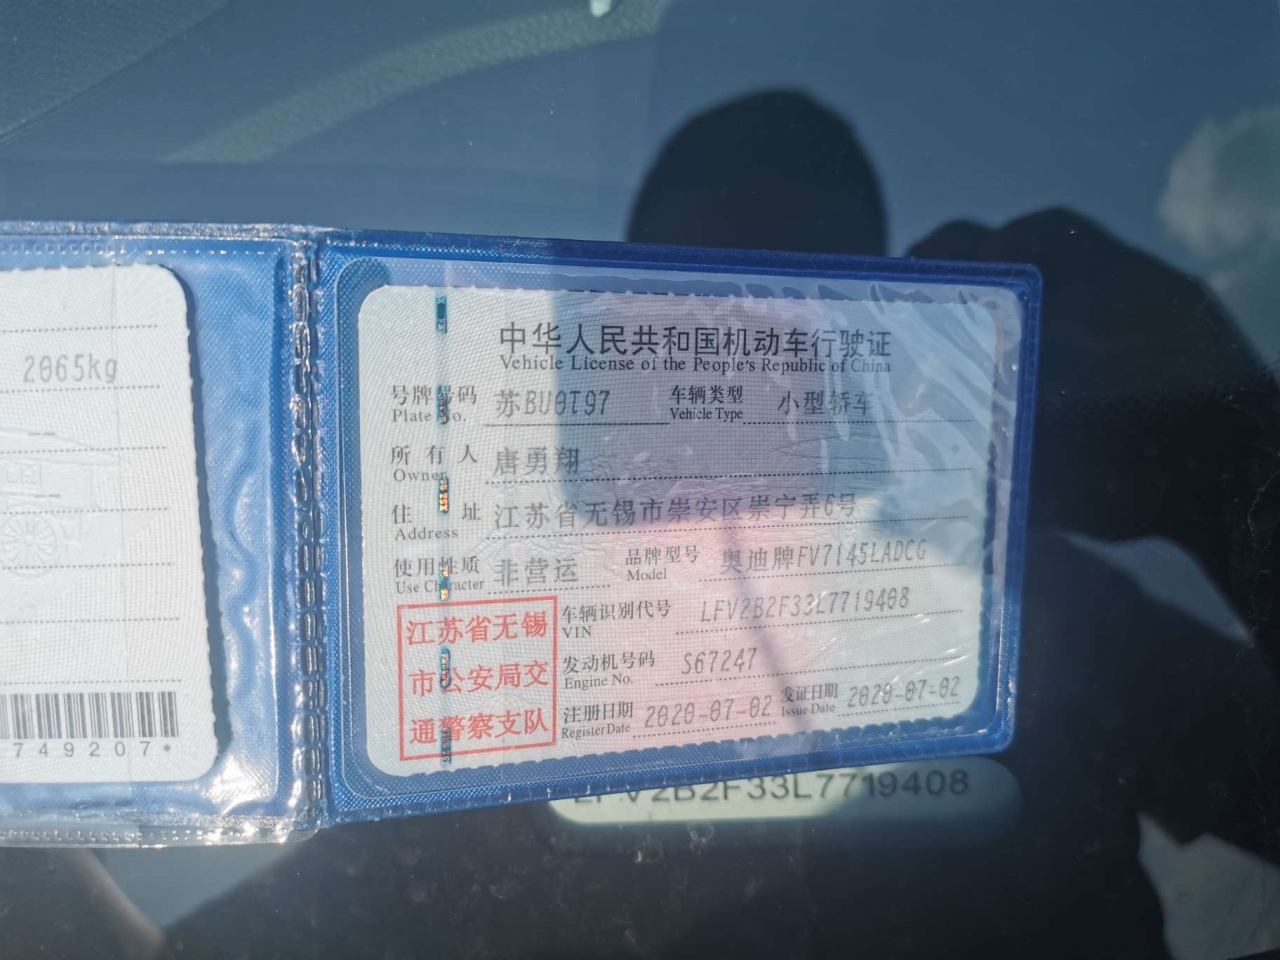 2065kg
749207*
中华人民共和国机动车行驶证
Vehicle License of the People's Republic of China
号牌号码 苏BU0T97 车辆类型 小型轿车
Plate No. Vehicle Type
所有人 唐勇翔
Owner
住址 江苏省无锡市崇安区崇宁弄6号
Address
使用性质 非营运 品牌型号 奥迪牌FV7145LADCG
Use Character Model
江苏省无锡
市公安局交
通警察支队
车辆识别代号 LFV2B2F33L7719408
VIN
发动机号码 S67247
Engine No.
注册日期 2020-07-02 发证日期 2020-07-02
Register Date Issue Date
LFV2B2F33L7719408